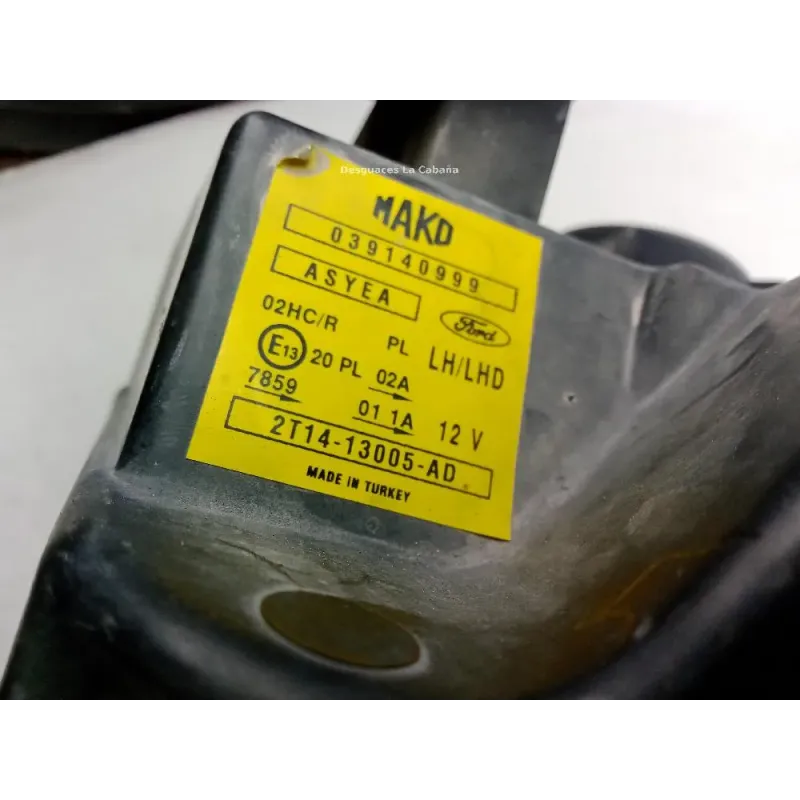 Desguaces La Cabaña
MAKO
039140999
ASYEA
Ford
02HC/R PL LH/LHD
E13 20 PL 02A
7859 01 1A 12 V
2T14-13005-AD
MADE IN TURKEY